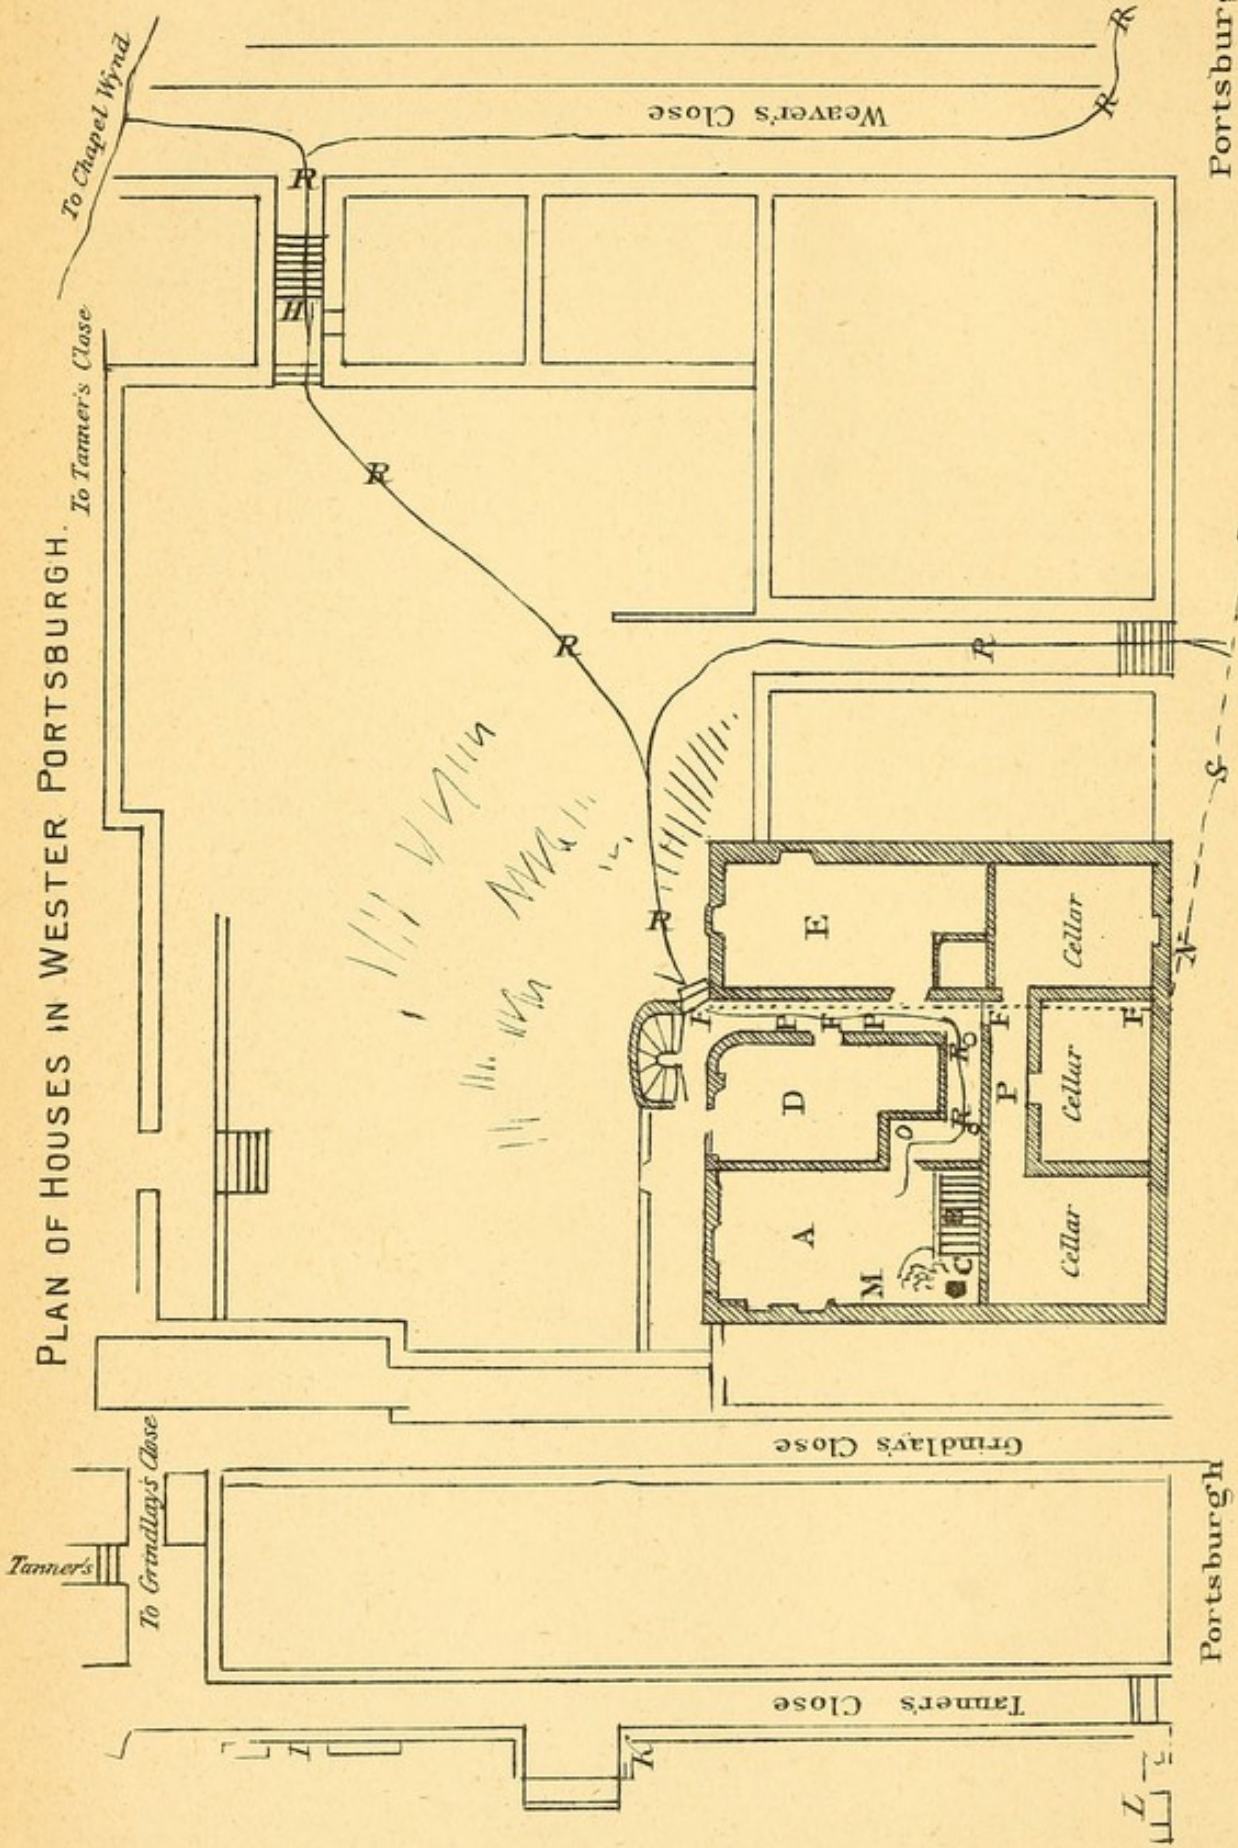 PLAN OF HOUSES IN WESTER PORTSBURGH.
To Chapel Wynd
To Tanner's Close
Weaver's Close
R
R
R
H
R
R
R
R
S
N
E
Cellar
F
P
F
P
F
F
R
R
D
P
Cellar
O
A
M
C
Cellar
Grindlay's Close
To Grindlay's Close
Tanner's
Tanner's Close
Portsburgh
I
K
L